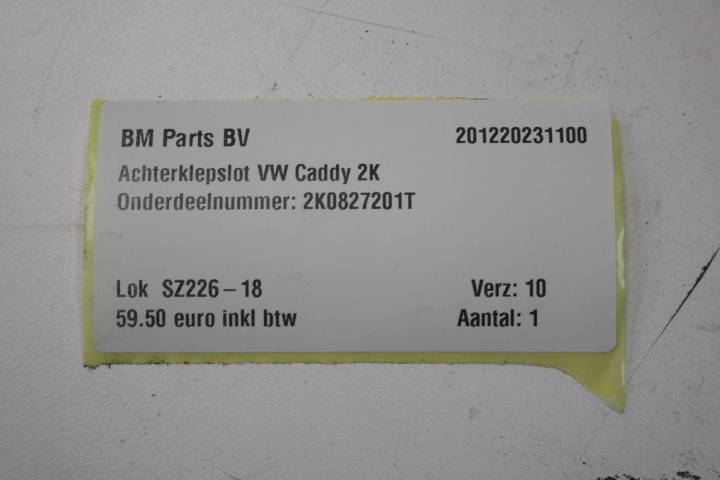 BM Parts BV 201220231100
Achterklepslot VW Caddy 2K
Onderdeelnummer: 2K0827201T
Lok SZ226-18 Verz: 10
59.50 euro inkl btw Aantal: 1